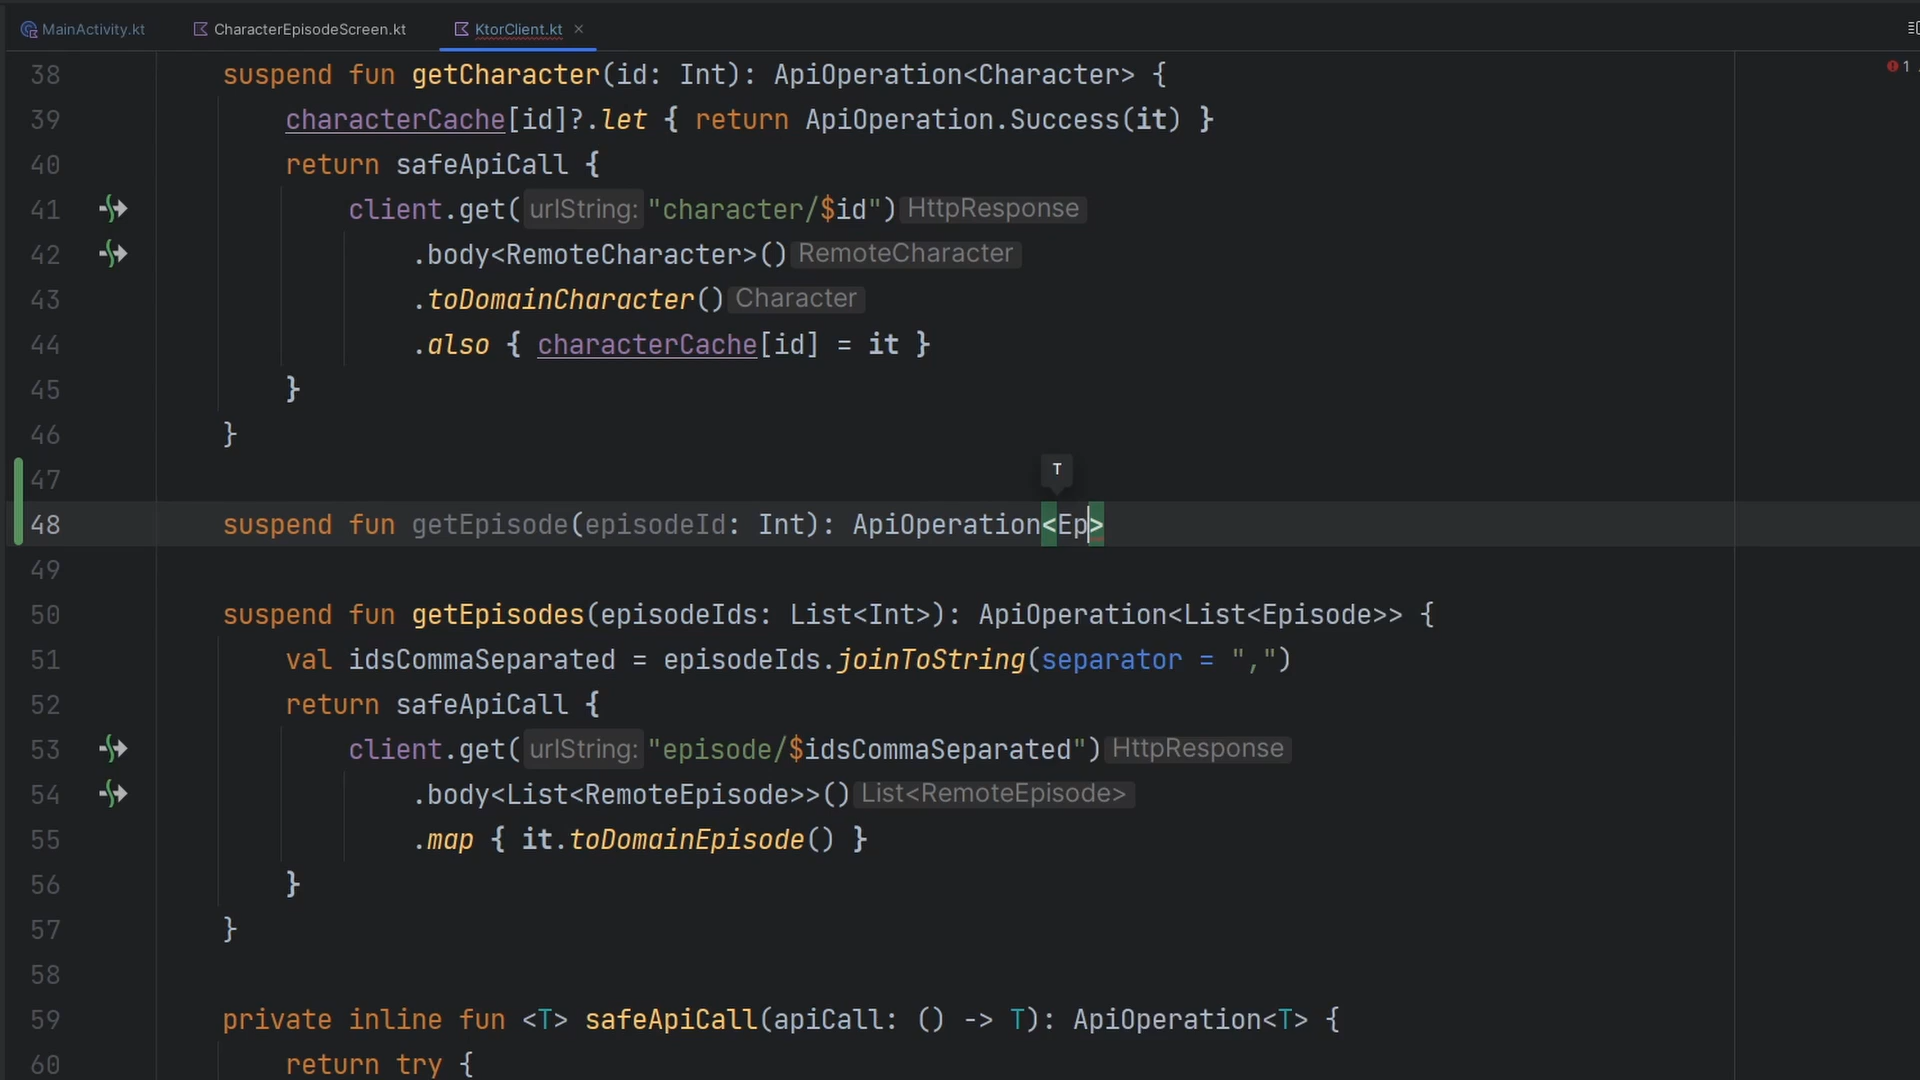 MainActivity.kt CharacterEpisodeScreen.kt KtorClient.kt
38 suspend fun getCharacter(id: Int): ApiOperation<Character> {
1
39 characterCache[id]?.let { return ApiOperation.Success(it) }
40 return safeApiCall {
41 client.get( urlString: "character/$id") HttpResponse
42 .body<RemoteCharacter>() RemoteCharacter
43 .toDomainCharacter() Character
44 .also { characterCache[id] = it }
45 }
46 }
47
T
48 suspend fun getEpisode(episodeId: Int): ApiOperation<Ep>
49
50 suspend fun getEpisodes(episodeIds: List<Int>): ApiOperation<List<Episode>> {
51 val idsCommaSeparated = episodeIds.joinToString(separator = ",")
52 return safeApiCall {
53 client.get( urlString: "episode/$idsCommaSeparated") HttpResponse
54 .body<List<RemoteEpisode>>() List<RemoteEpisode>
55 .map { it.toDomainEpisode() }
56 }
57 }
58
59 private inline fun <T> safeApiCall(apiCall: () -> T): ApiOperation<T> {
60 return try {